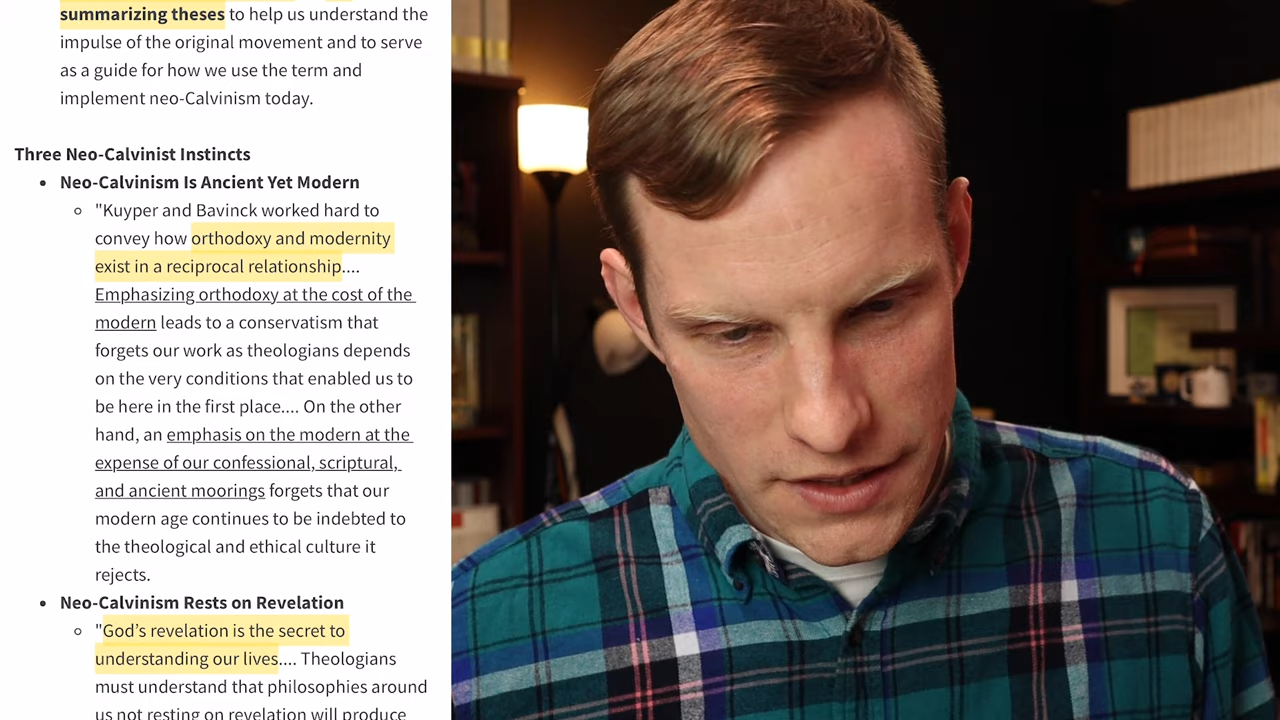 summarizing theses to help us understand the
impulse of the original movement and to serve
as a guide for how we use the term and
implement neo-Calvinism today.
Three Neo-Calvinist Instincts
• Neo-Calvinism Is Ancient Yet Modern
○ "Kuyper and Bavinck worked hard to
convey how orthodoxy and modernity
exist in a reciprocal relationship....
Emphasizing orthodoxy at the cost of the
modern leads to a conservatism that
forgets our work as theologians depends
on the very conditions that enabled us to
be here in the first place.... On the other
hand, an emphasis on the modern at the
expense of our confessional, scriptural,
and ancient moorings forgets that our
modern age continues to be indebted to
the theological and ethical culture it
rejects.
• Neo-Calvinism Rests on Revelation
○ "God’s revelation is the secret to
understanding our lives.... Theologians
must understand that philosophies around
us not resting on revelation will produce